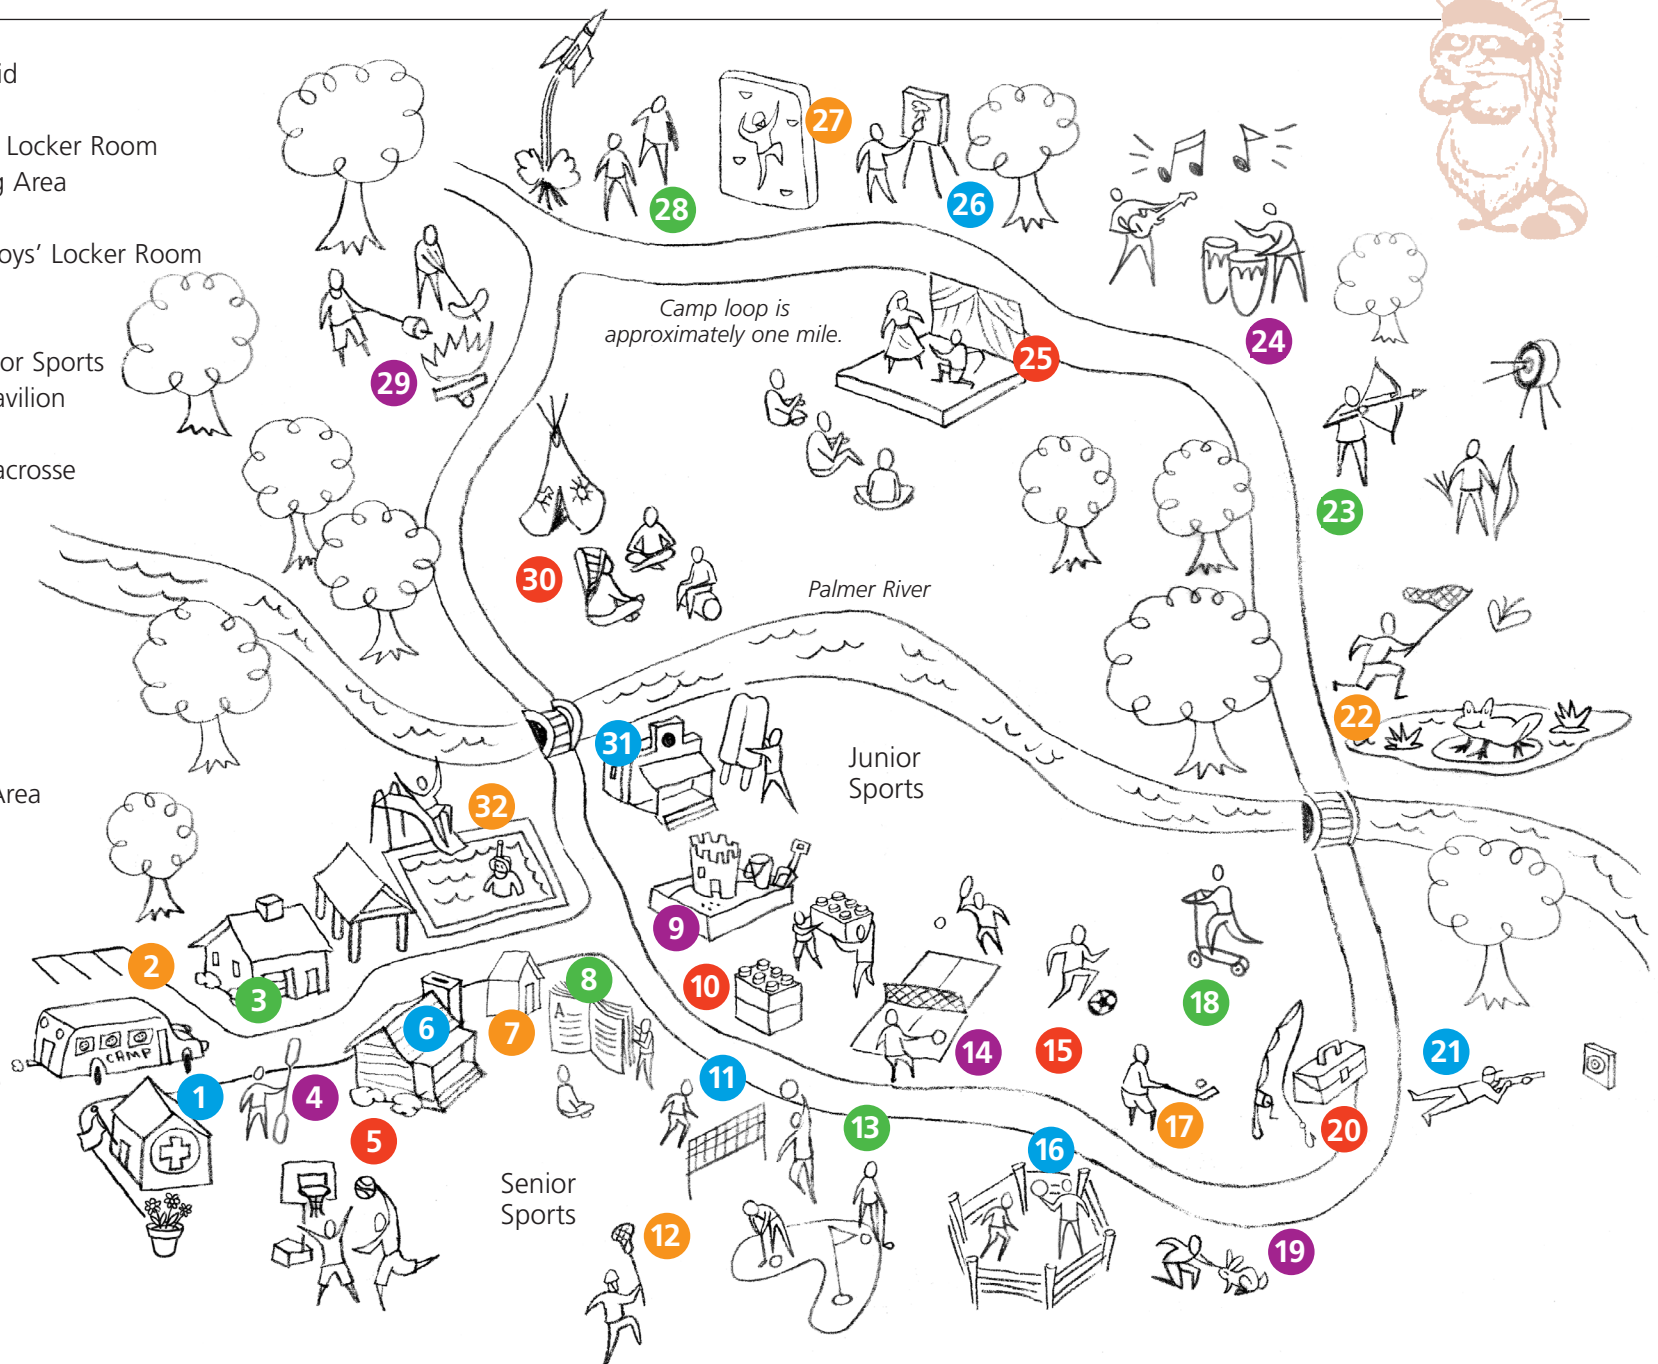 id
Locker Room
g Area
oys' Locker Room
or Sports
avilion
acrosse
Area
27
28
26
Camp loop is
approximately one mile.
24
25
29
23
30
Palmer River
22
31
Junior
Sports
32
9
2
3
8
10
18
6
7
14
15
21
A
CAMP
1
4
11
5
13
17
20
16
Senior
Sports
12
19